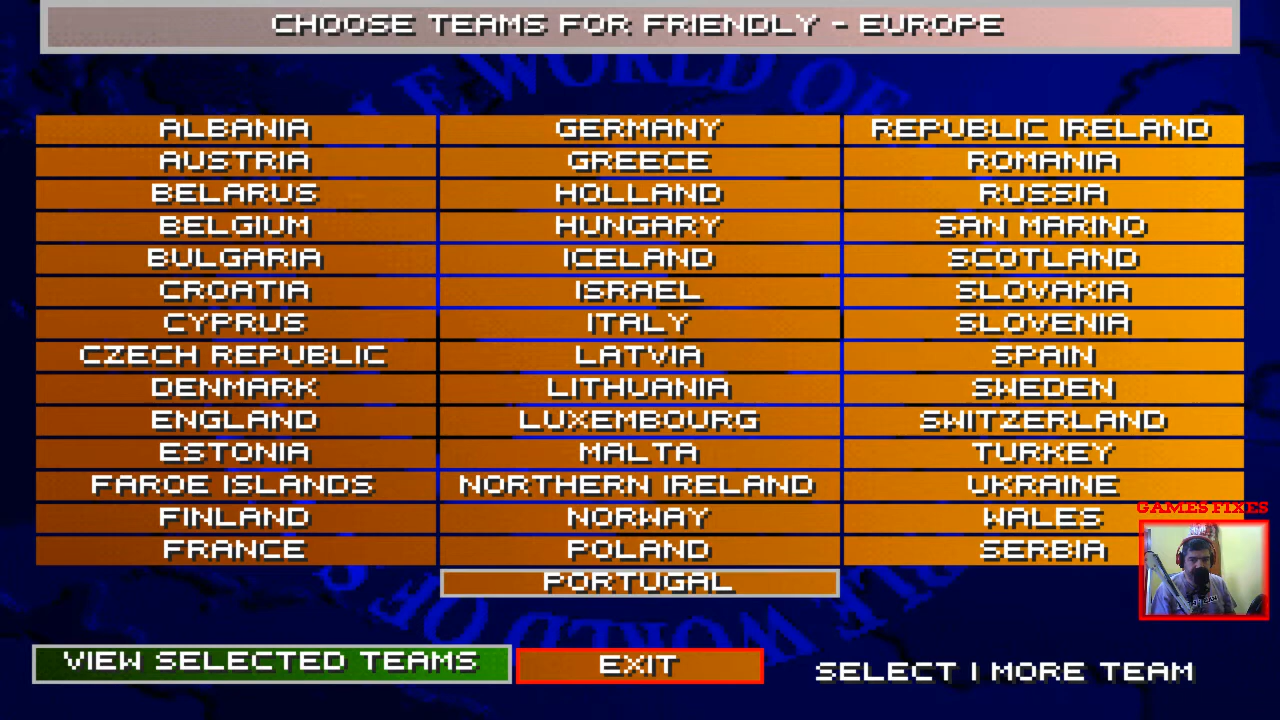 CHOOSE TEAMS FOR FRIENDLY - EUROPE
ALBANIA
AUSTRIA
BELARUS
BELGIUM
BULGARIA
CROATIA
CYPRUS
CZECH REPUBLIC
DENMARK
ENGLAND
ESTONIA
FAROE ISLANDS
FINLAND
FRANCE
GERMANY
GREECE
HOLLAND
HUNGARY
ICELAND
ISRAEL
ITALY
LATVIA
LITHUANIA
LUXEMBOURG
MALTA
NORTHERN IRELAND
NORWAY
POLAND
PORTUGAL
REPUBLIC IRELAND
ROMANIA
RUSSIA
SAN MARINO
SCOTLAND
SLOVAKIA
SLOVENIA
SPAIN
SWEDEN
SWITZERLAND
TURKEY
UKRAINE
WALES
SERBIA
GAMES FIXES
VIEW SELECTED TEAMS
EXIT
SELECT 1 MORE TEAM